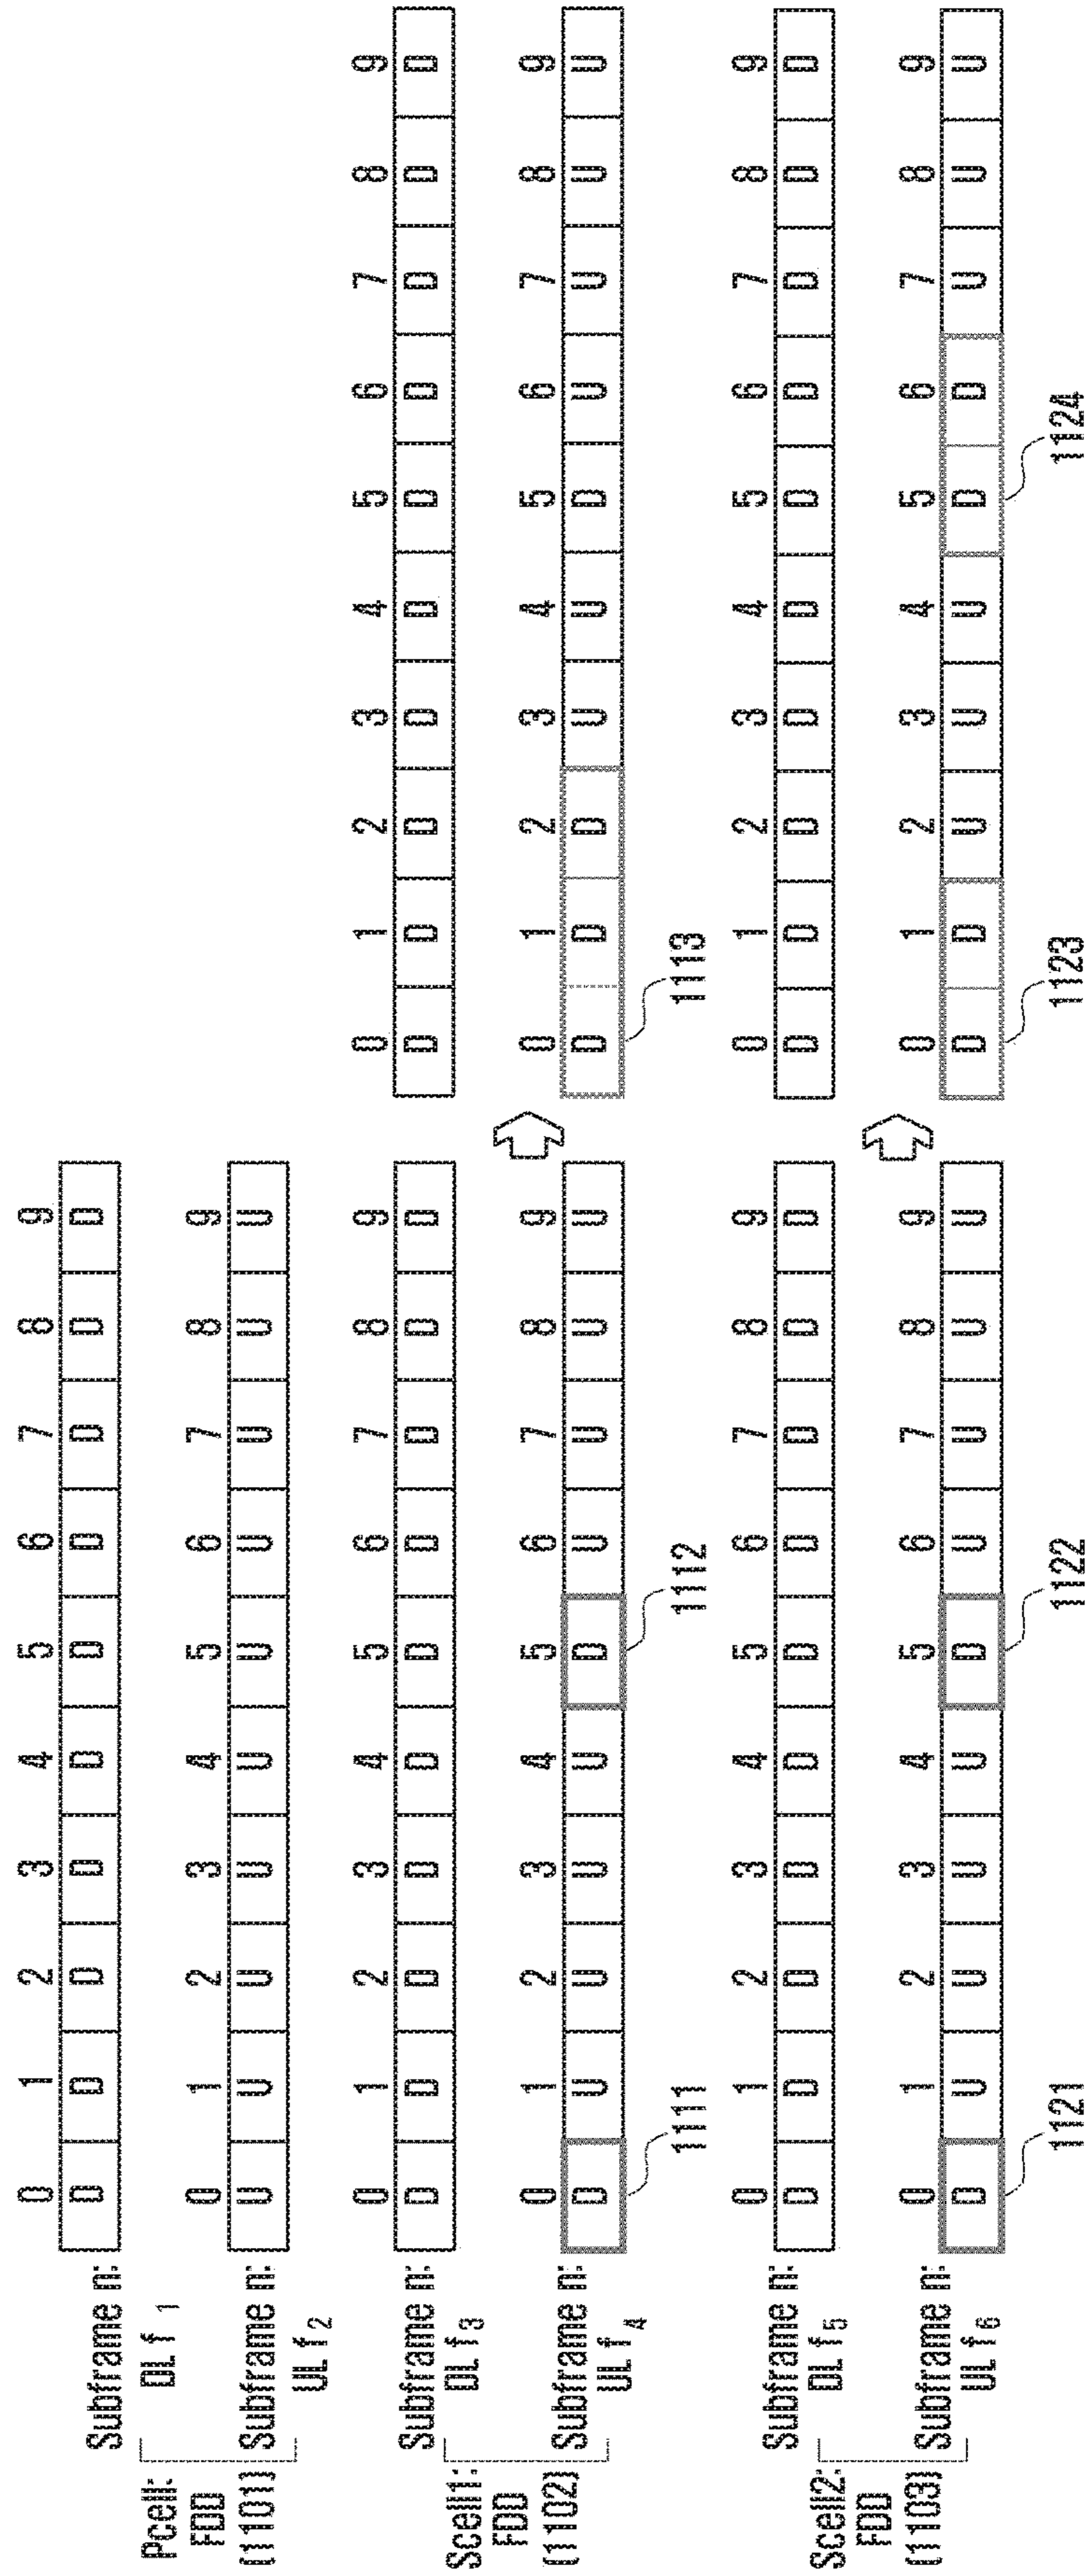 Pcell:
FDD
(1101)
Subframe n:
DL f 1
0 1 2 3 4 5 6 7 8 9
D D D D D D D D D D
Subframe n:
UL f 2
0 1 2 3 4 5 6 7 8 9
U U U U U U U U U U
Scell1:
FDD
(1102)
Subframe n:
DL f 3
0 1 2 3 4 5 6 7 8 9
D D D D D D D D D D
0 1 2 3 4 5 6 7 8 9
D D D D D D D D D D
Subframe n:
UL f 4
0 1 2 3 4 5 6 7 8 9
D U U U U D U U U U
0 1 2 3 4 5 6 7 8 9
D D D U U D U U U U
1111
1112
1113
Scell2:
FDD
(1103)
Subframe n:
DL f 5
0 1 2 3 4 5 6 7 8 9
D D D D D D D D D D
0 1 2 3 4 5 6 7 8 9
D D D D D D D D D D
Subframe n:
UL f 6
0 1 2 3 4 5 6 7 8 9
D U U U U D U U U U
0 1 2 3 4 5 6 7 8 9
D D U U U D D U U U
1121
1122
1123
1124